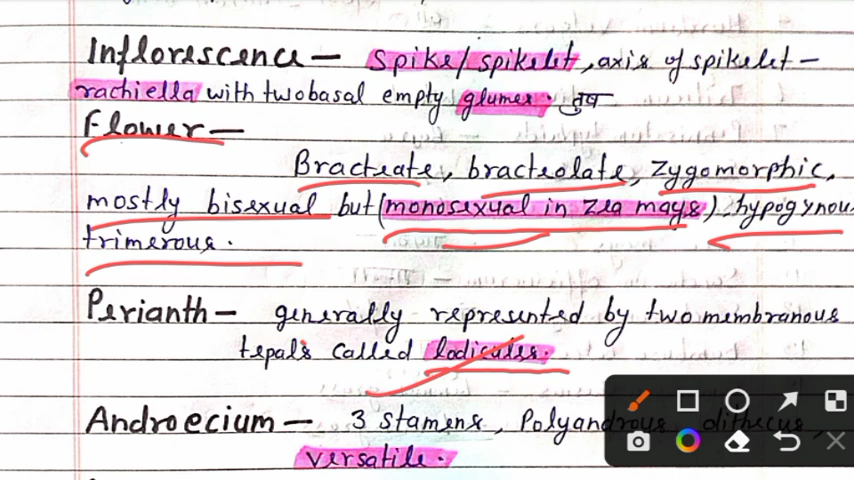 Inflorescence — Spike/spikelet, axis of spikelet —
rachiella with two basal empty glumes. तुष
Flower —
Bracteate, bracteolate, Zygomorphic,
mostly bisexual but (monosexual in zea mays). hypogynou
trimerous.
Perianth — generally represented by two membranous
tepals called lodicules.
Androecium — 3 stamens, Polyandrous, dithecus,
versatile.